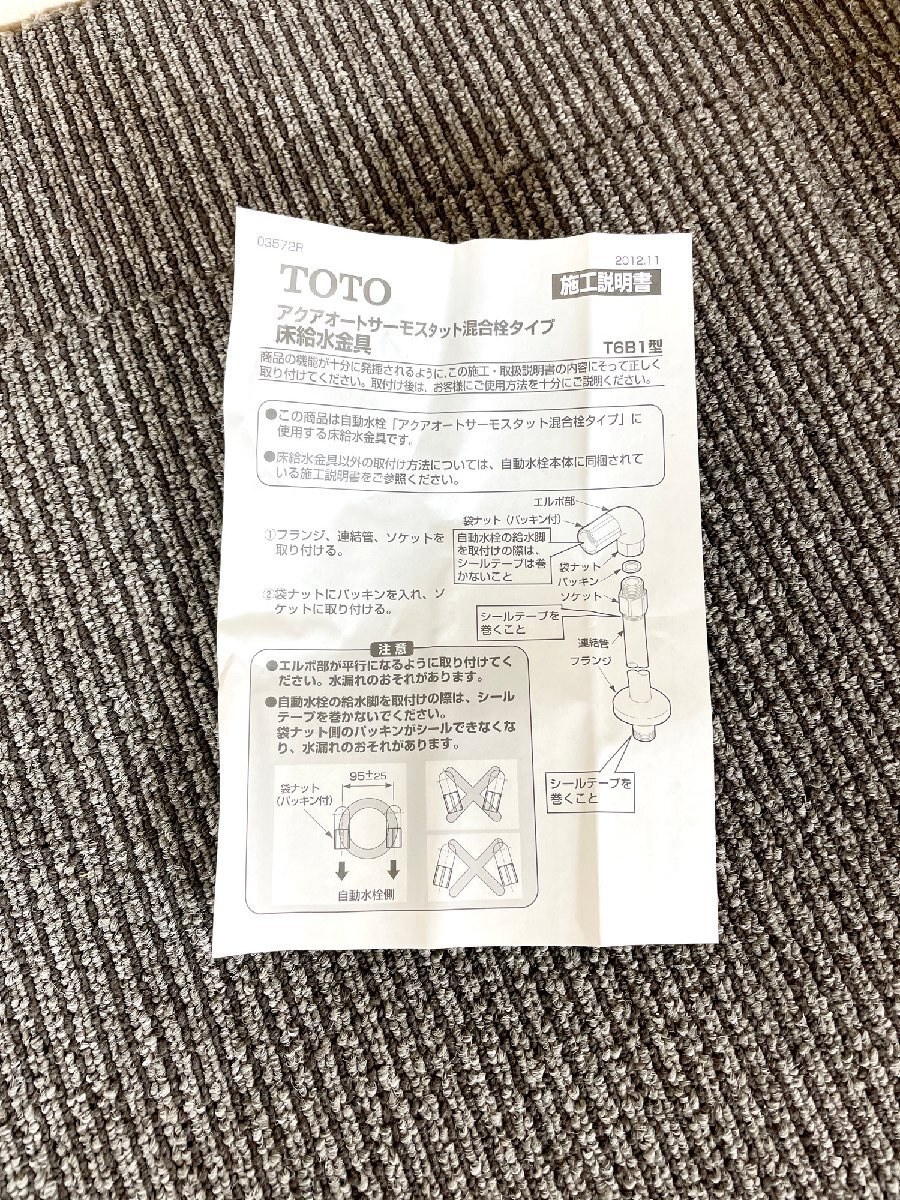 03572R
2012.11
TOTO
施工説明書
アクアオートサーモスタット混合栓タイプ
床給水金具
T6B1型
商品の機能が十分に発揮されるように、この施工・取扱説明書の内容にそって正しく
取り付けてください。取付け後は、お客様にご使用方法を十分にご説明ください。
●この商品は自動水栓「アクアオートサーモスタット混合栓タイプ」に
使用する床給水金具です。
●床給水金具以外の取付け方法については、自動水栓本体に同梱されて
いる施工説明書をご参照ください。
①フランジ、連結管、ソケットを
取り付ける。
②袋ナットにパッキンを入れ、ソ
ケットに取り付ける。
エルボ部
袋ナット（パッキン付）
自動水栓の給水脚
を取付けの際は、
シールテープは巻
かないこと
袋ナット
パッキン
ソケット
シールテープを
巻くこと
連結管
フランジ
シールテープを
巻くこと
注意
●エルボ部が平行になるように取り付けてく
ださい。水漏れのおそれがあります。
●自動水栓の給水脚を取付けの際は、シール
テープを巻かないでください。
袋ナット側のパッキンがシールできなくな
り、水漏れのおそれがあります。
95±25
袋ナット
（パッキン付）
自動水栓側